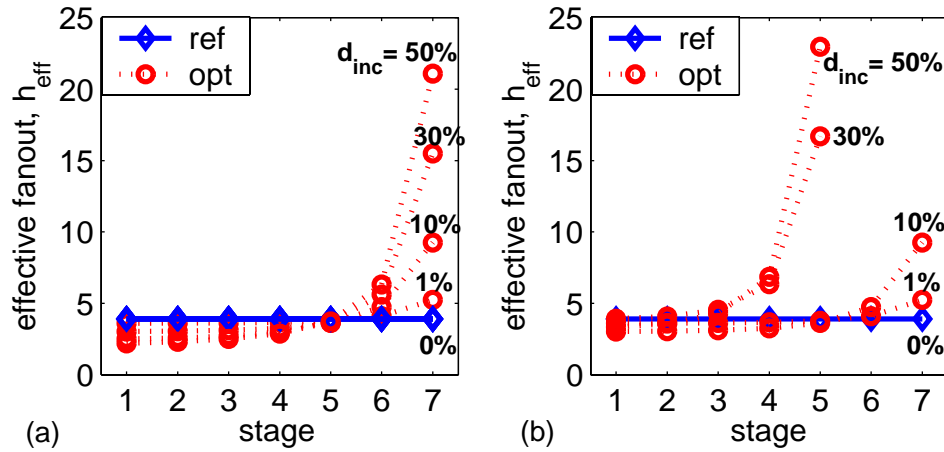 25
20
15
10
5
0
effective fanout, h_eff
ref
opt
d_inc = 50%
30%
10%
1%
0%
1 2 3 4 5 6 7
stage
(a)
25
20
15
10
5
0
effective fanout, h_eff
ref
opt
d_inc = 50%
30%
10%
1%
0%
1 2 3 4 5 6 7
stage
(b)